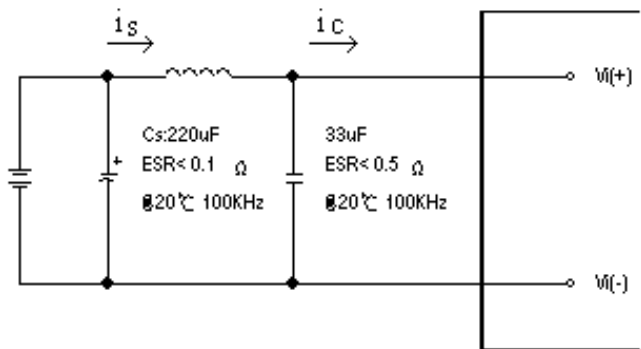 is
ic
Vi(+)
Cs:220uF
ESR<0.1 Ω
@20℃ 100KHz
33uF
ESR<0.5 Ω
@20℃ 100KHz
+
Vi(-)